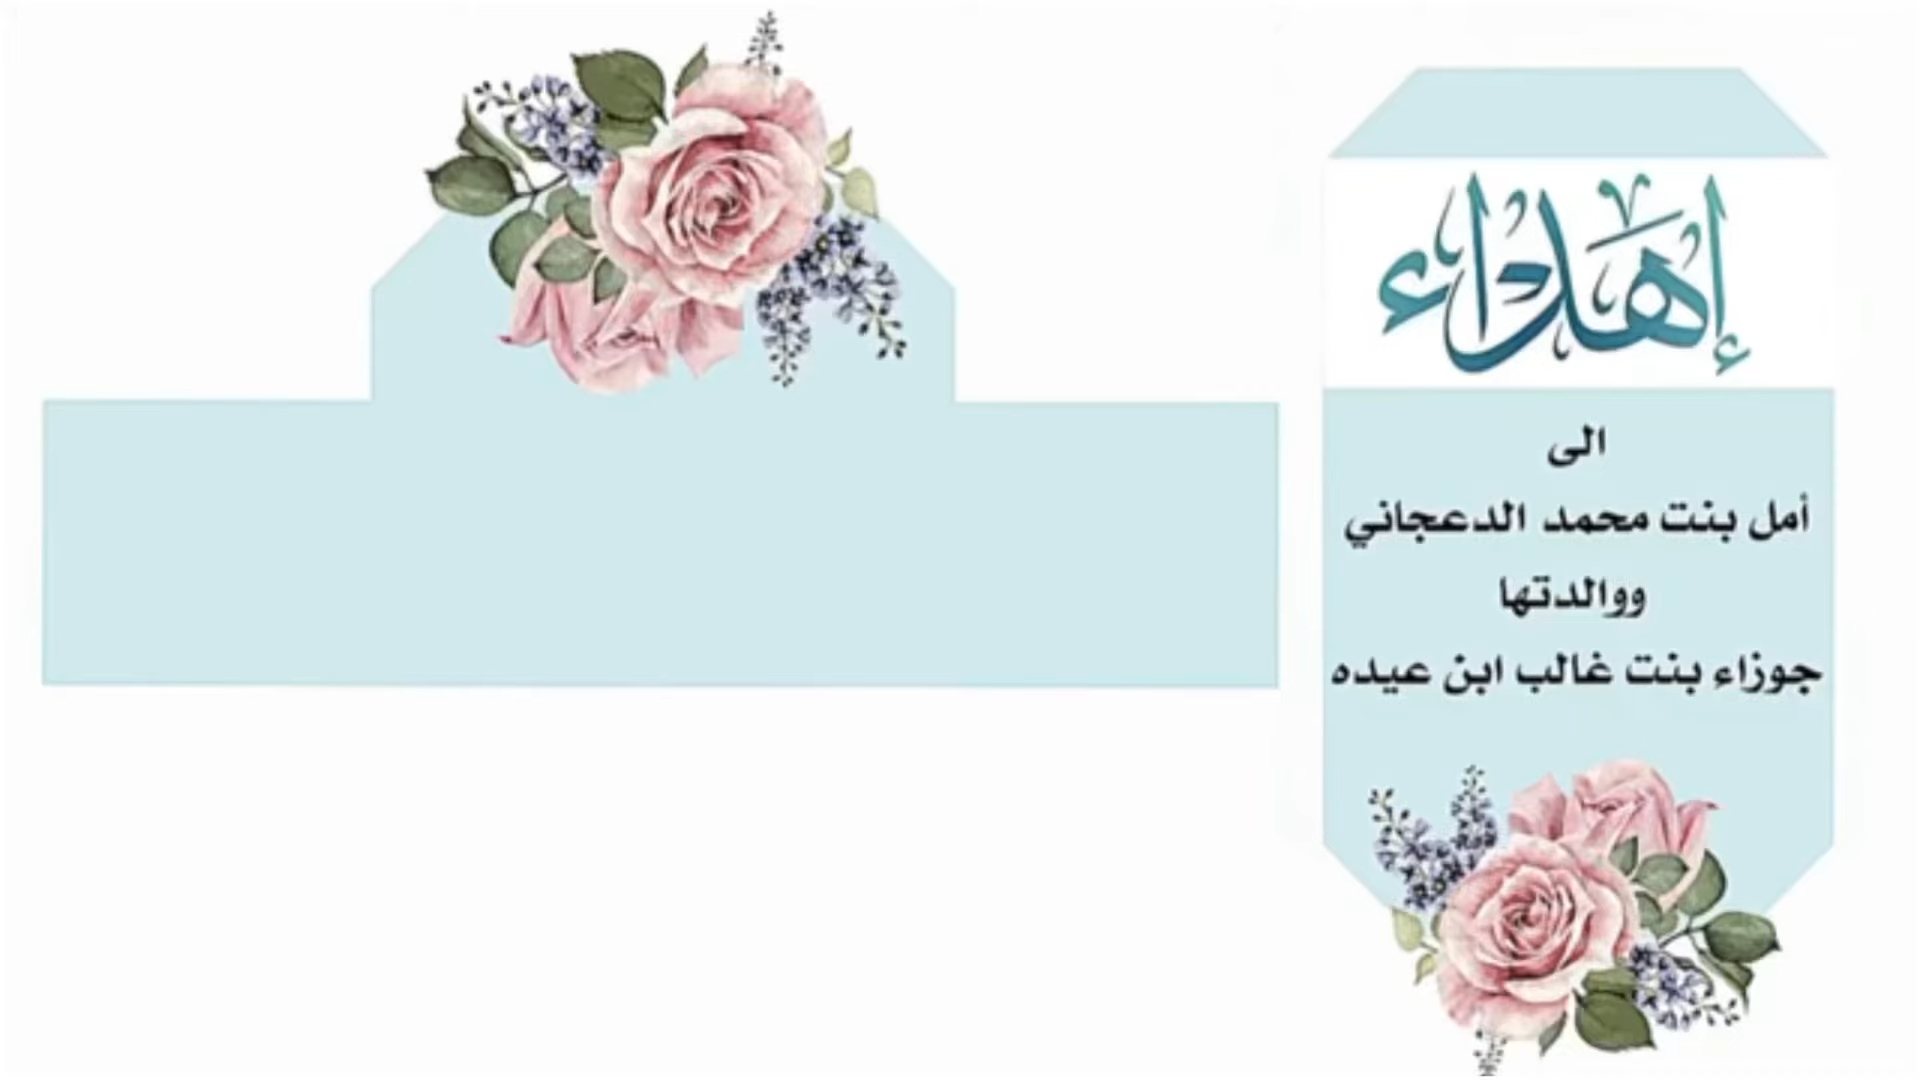 إهداء
الى
أمل بنت محمد الدعجاني
ووالدتها
جوزاء بنت غالب ابن عيده